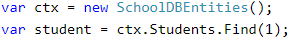 var ctx = new SchoolDBEntities();
var student = ctx.Students.Find(1);